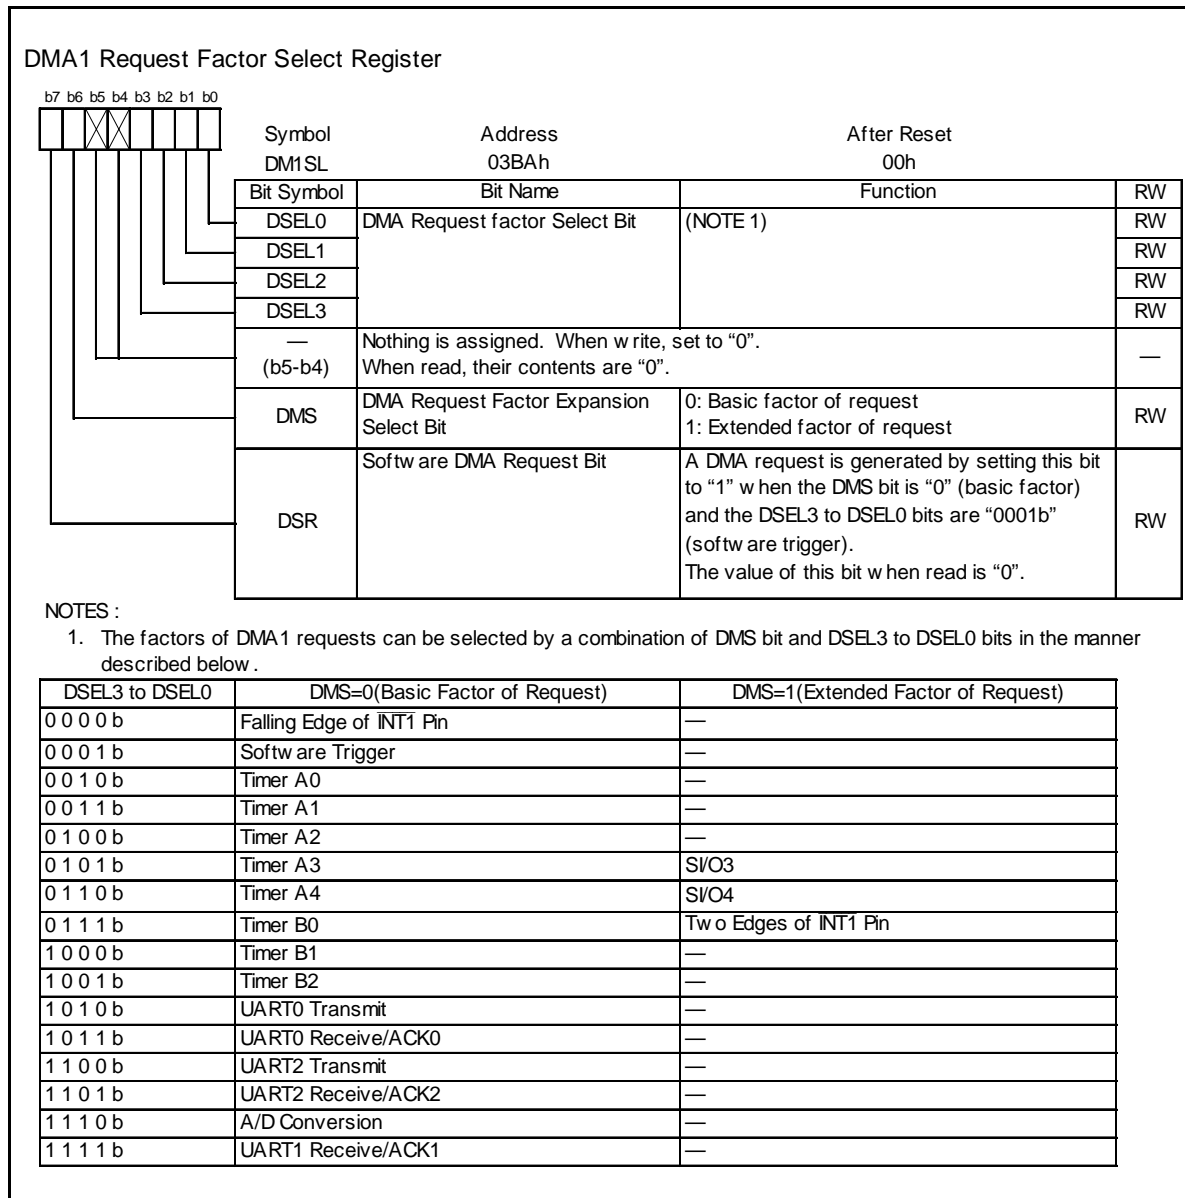 DMA1 Request Factor Select Register
b7 b6 b5 b4 b3 b2 b1 b0
Symbol Address After Reset
DM1SL 03BAh 00h
Bit Symbol Bit Name Function RW
DSEL0 DMA Request factor Select Bit (NOTE 1) RW
DSEL1 RW
DSEL2 RW
DSEL3 RW
— (b5-b4) Nothing is assigned. When write, set to “0”.
When read, their contents are “0”. —
DMS DMA Request Factor Expansion Select Bit 0: Basic factor of request
1: Extended factor of request RW
DSR Software DMA Request Bit A DMA request is generated by setting this bit
to “1” when the DMS bit is “0” (basic factor)
and the DSEL3 to DSEL0 bits are “0001b”
(software trigger).
The value of this bit when read is “0”. RW
NOTES :
1. The factors of DMA1 requests can be selected by a combination of DMS bit and DSEL3 to DSEL0 bits in the manner
described below.
DSEL3 to DSEL0 DMS=0(Basic Factor of Request) DMS=1(Extended Factor of Request)
0 0 0 0 b Falling Edge of INT1 Pin —
0 0 0 1 b Software Trigger —
0 0 1 0 b Timer A0 —
0 0 1 1 b Timer A1 —
0 1 0 0 b Timer A2 —
0 1 0 1 b Timer A3 SI/O3
0 1 1 0 b Timer A4 SI/O4
0 1 1 1 b Timer B0 Two Edges of INT1 Pin
1 0 0 0 b Timer B1 —
1 0 0 1 b Timer B2 —
1 0 1 0 b UART0 Transmit —
1 0 1 1 b UART0 Receive/ACK0 —
1 1 0 0 b UART2 Transmit —
1 1 0 1 b UART2 Receive/ACK2 —
1 1 1 0 b A/D Conversion —
1 1 1 1 b UART1 Receive/ACK1 —